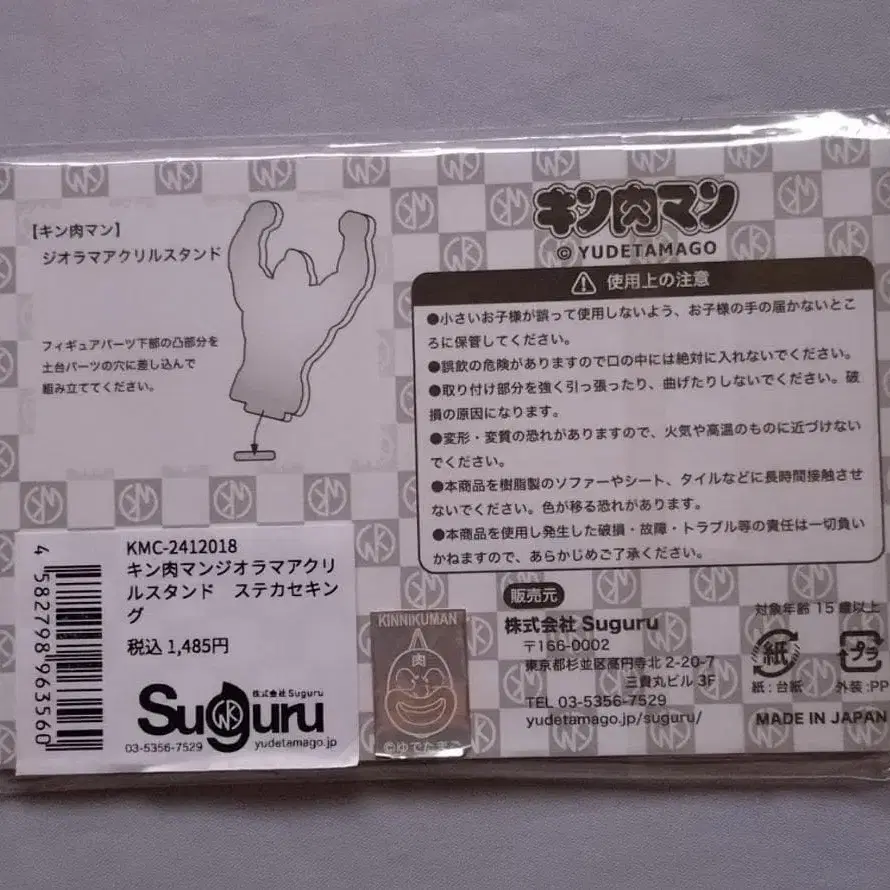 【キン肉マン】
ジオラマアクリルスタンド
フィギュアパーツ下部の凸部分を
土台パーツの穴に差し込んで
組み立ててください。
キン肉マン
© YUDETAMAGO
使用上の注意
●小さいお子様が誤って使用しないよう、お子様の手の届かないとこ
ろに保管してください。
●誤飲の危険がありますので口の中には絶対に入れないでください。
●取り付け部分を強く引っ張ったり、曲げたりしないでください。破
損の原因になります。
●変形・変質の恐れがありますので、火気や高温のものに近づけない
でください。
●本商品を樹脂製のソファーやシート、タイルなどに長時間接触させ
ないでください。色が移る恐れがあります。
●本商品を使用し発生した破損・故障・トラブル等の責任は一切負い
かねますので、あらかじめご了承ください。
4 582798 963560
KMC-2412018
キン肉マンジオラマアクリ
ルスタンド ステカセキン
グ
税込 1,485円
株式会社 Suguru
Suguru
03-5356-7529
yudetamago.jp
KINNIKUMAN
肉
©ゆでたまご
販売元
株式会社 Suguru
〒166-0002
東京都杉並区高円寺北 2-20-7
三貴丸ビル 3F
TEL 03-5356-7529
yudetamago.jp/suguru/
対象年齢 15 歳以上
紙
プラ
紙:台紙
外装:PP
MADE IN JAPAN